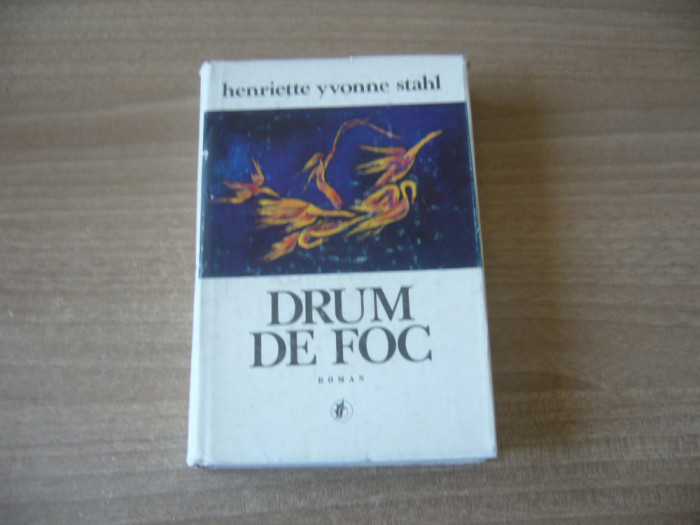 henriette yvonne stahl
DRUM
DE FOC
ROMAN